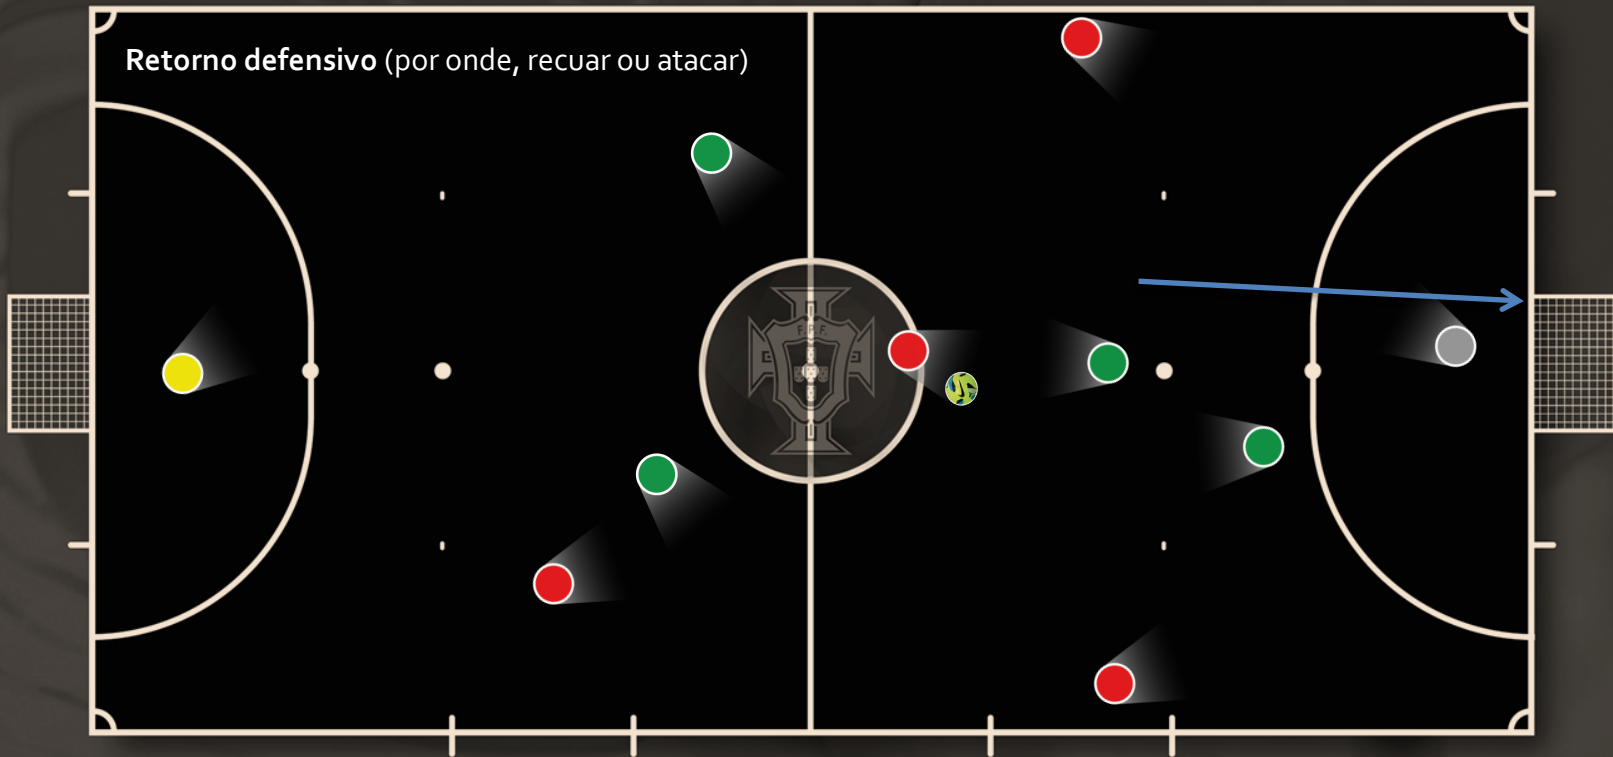 Retorno defensivo (por onde, recuar ou atacar)
F.P.F.